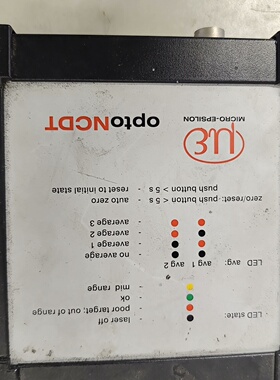 LED state: - laser off
- poor target; out of range
- ok
- mid range
LED avg: avg 1 avg 2
- no average
- average 1
- average 2
- average 3
zero/reset: push button < 5 s - auto zero
push button > 5 s - reset to initial state
με
MICRO-EPSILON
optoNCDT